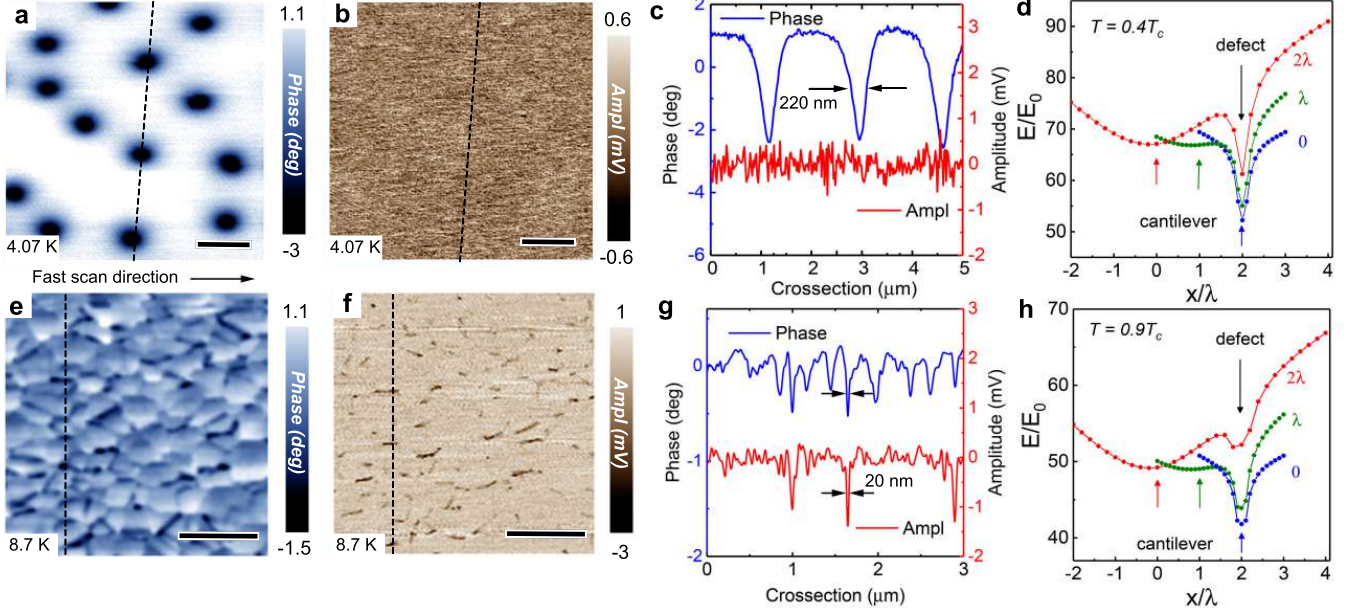 a
1.1
Phase (deg)
-3
4.07 K
b
0.6
Ampl (mV)
-0.6
4.07 K
c
Phase
220 nm
Ampl
Phase (deg)
2
0
-2
-4
-6
Amplitude (mV)
3
2
1
0
-1
-2
0 1 2 3 4 5
Crossection (μm)
d
T = 0.4Tc
defect
2λ
λ
0
cantilever
E/E0
90
80
70
60
50
-2 -1 0 1 2 3 4
x/λ
Fast scan direction
e
1.1
Phase (deg)
-1.5
8.7 K
f
1
Ampl (mV)
-3
8.7 K
g
Phase
20 nm
Ampl
Phase (deg)
0
-1
-2
Amplitude (mV)
3
2
1
0
-1
-2
0 1 2 3
Crossection (μm)
h
T = 0.9Tc
defect
2λ
λ
0
cantilever
E/E0
70
60
50
40
-2 -1 0 1 2 3 4
x/λ